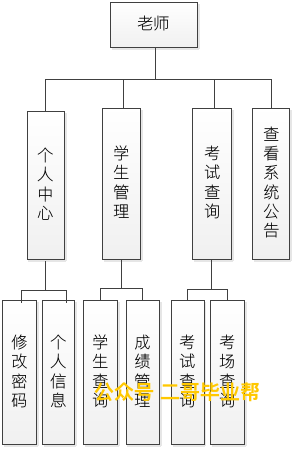 老师
个人中心
学生管理
考试查询
查看系统公告
修改密码
个人信息
学生查询
成绩管理
考试查询
考场查询
公众号 二哥毕业帮